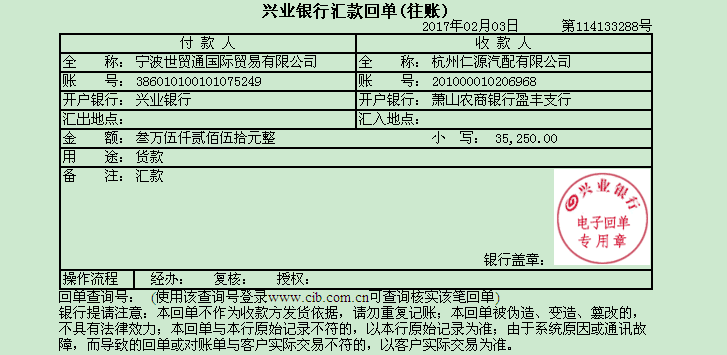 兴业银行汇款回单(往账)
2017年02月03日 第114133288号
付款人 收款人
全 称: 宁波世贸通国际贸易有限公司 全 称: 杭州仁源汽配有限公司
账 号: 386010100101075249 账 号: 201000010206968
开户银行: 兴业银行 开户银行: 萧山农商银行盈丰支行
汇出地点: 汇入地点:
金 额: 叁万伍仟贰佰伍拾元整 小 写: 35,250.00
用 途: 货款
备 注: 汇款
兴业银行
电子回单
专用章
银行盖章:
操作流程 经办: 复核: 授权:
回单查询号: (使用该查询号登录www.cib.com.cn可查询核实该笔回单)
银行提请注意: 本回单不作为收款方发货依据, 请勿重复记账; 本回单被伪造、变造、篡改的,
不具有法律效力; 本回单与本行原始记录不符的, 以本行原始记录为准; 由于系统原因或通讯故
障, 而导致的回单或对账单与客户实际交易不符的, 以客户实际交易为准。